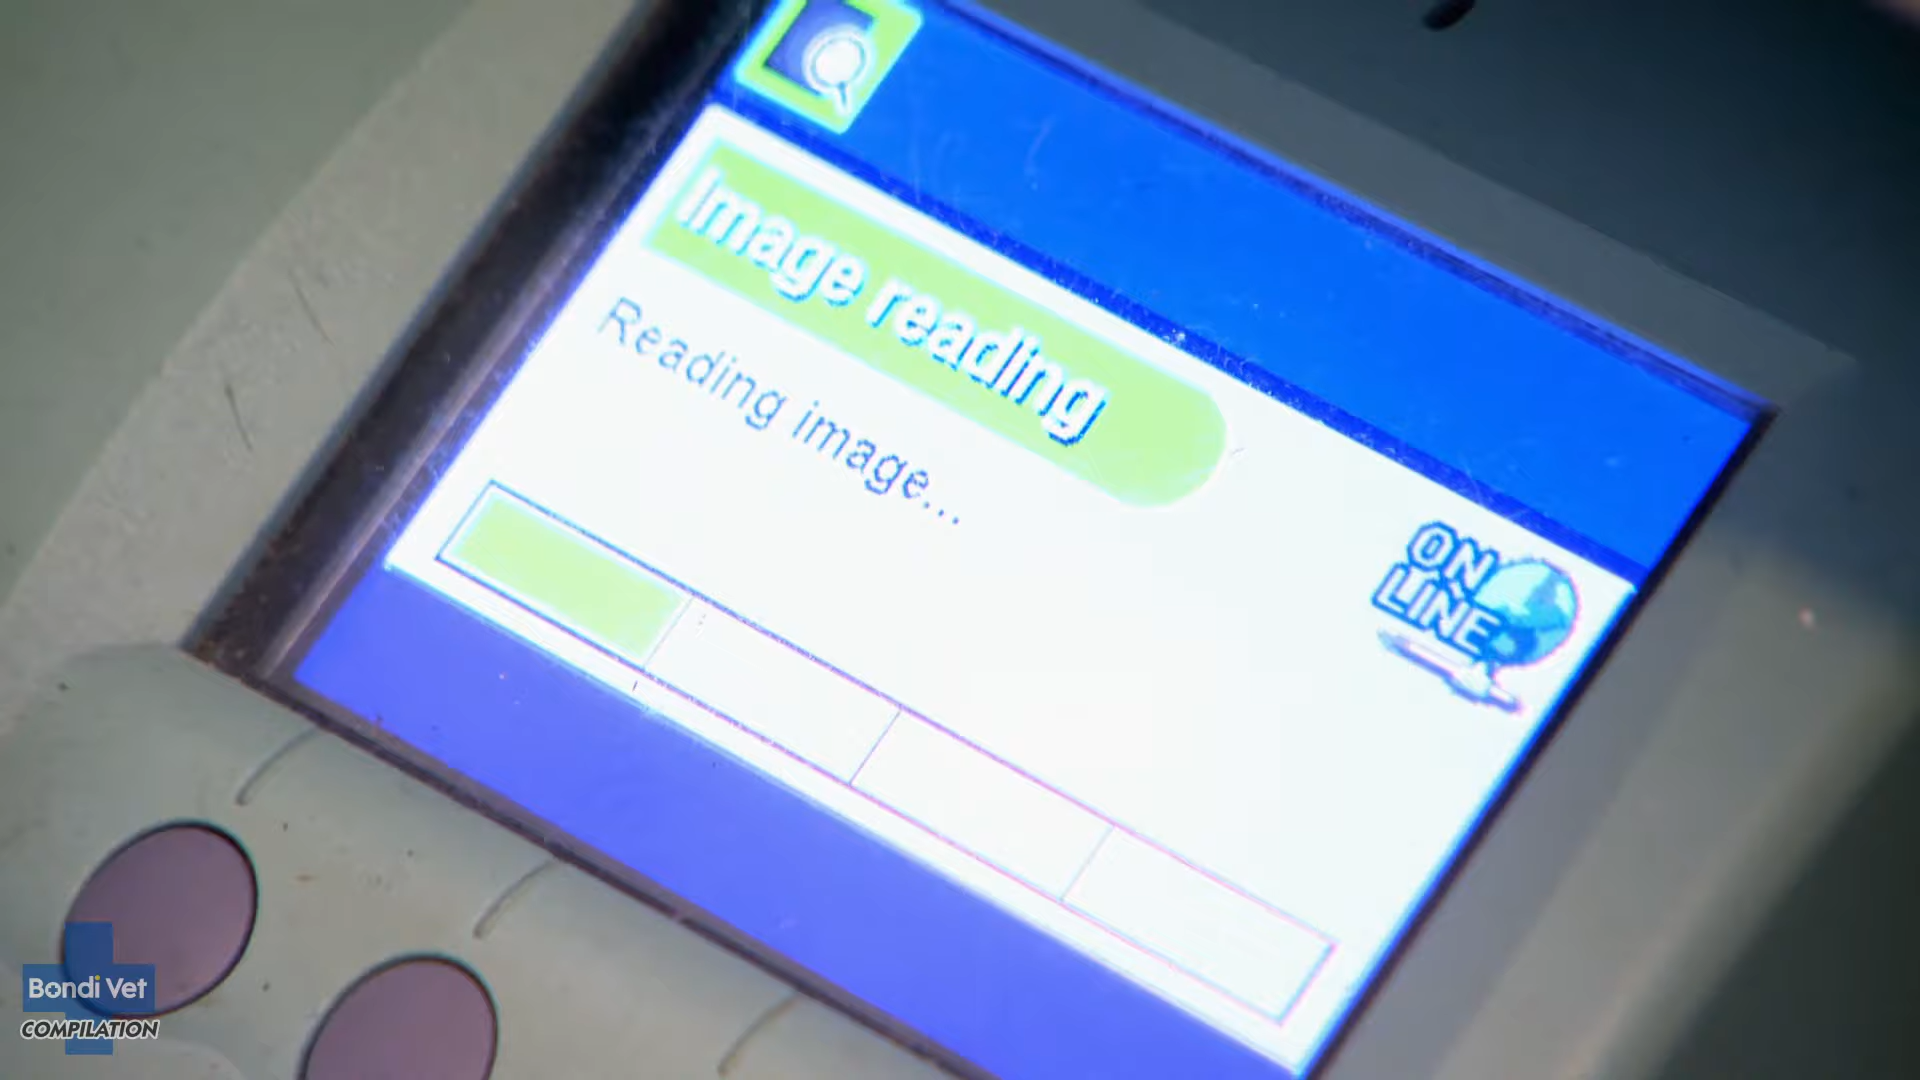 Image reading
Reading image...
ON
LINE
Bondi Vet
COMPILATION